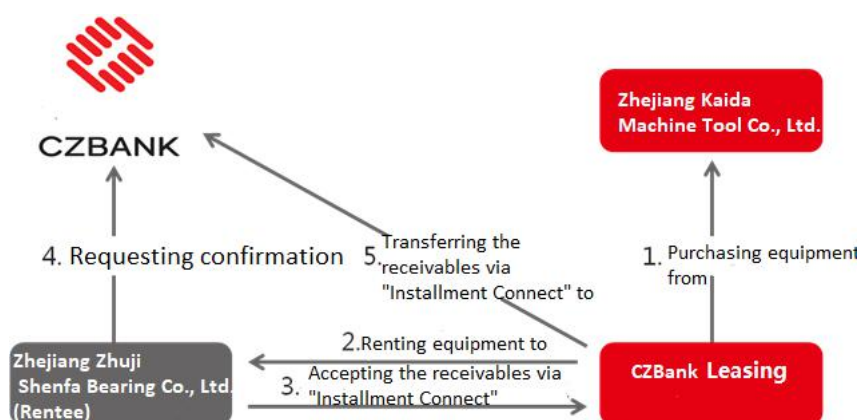 CZBANK
Zhejiang Kaida
Machine Tool Co., Ltd.
4. Requesting confirmation
5. Transferring the
receivables via
"Installment Connect" to
1. Purchasing equipment
from
2. Renting equipment to
3. Accepting the receivables via
"Installment Connect"
Zhejiang Zhuji
Shenfa Bearing Co., Ltd.
(Rentee)
CZBank Leasing